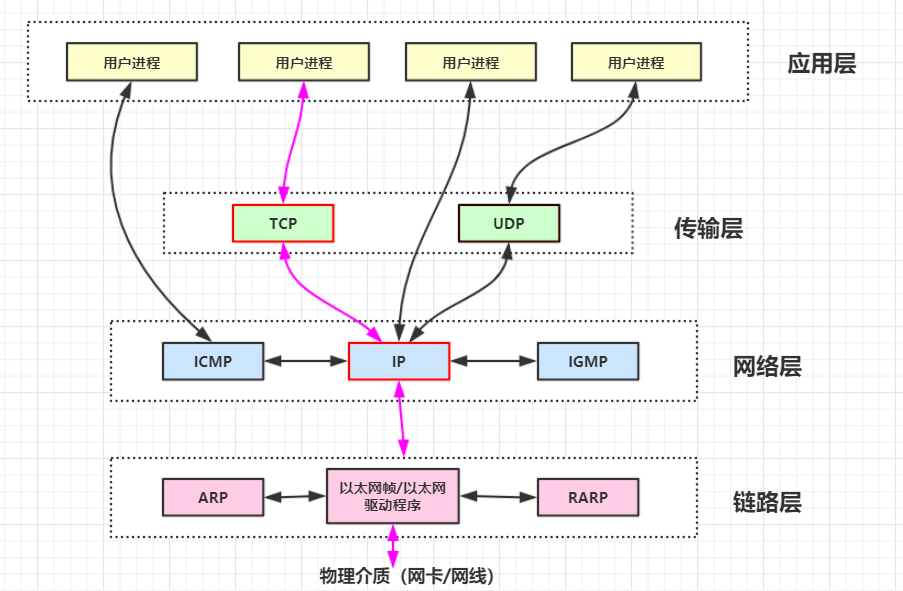 用户进程
用户进程
用户进程
用户进程
应用层
TCP
UDP
传输层
ICMP
IP
IGMP
网络层
ARP
以太网帧/以太网
驱动程序
RARP
链路层
物理介质（网卡/网线）